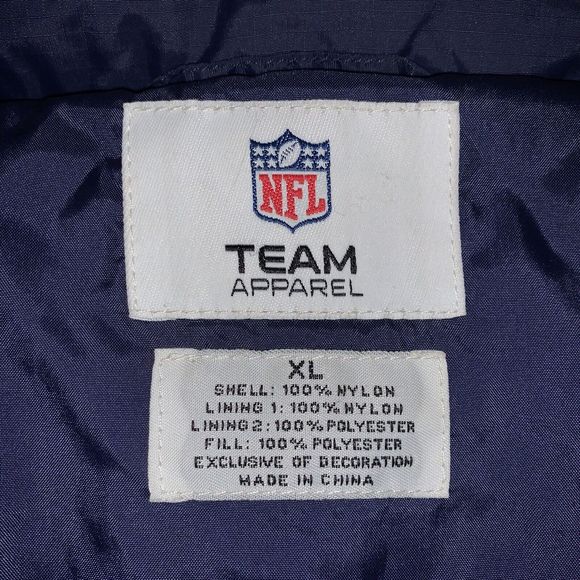 NFL
TEAM
APPAREL
XL
SHELL: 100% NYLON
LINING 1: 100% NYLON
LINING 2: 100% POLYESTER
FILL: 100% POLYESTER
EXCLUSIVE OF DECORATION
MADE IN CHINA